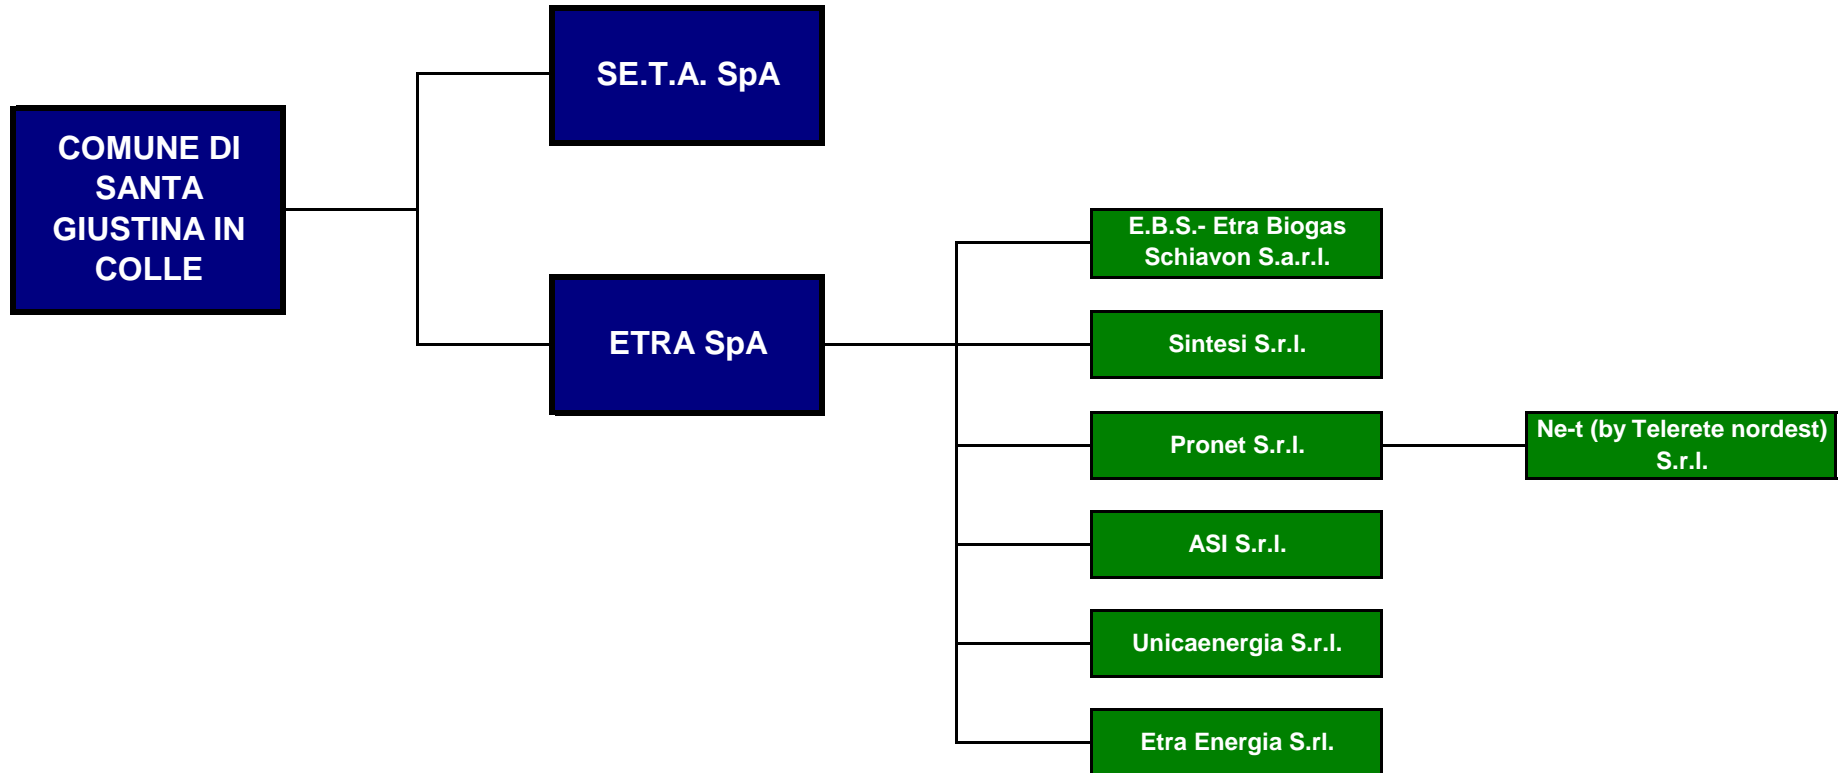 SE.T.A. SpA
COMUNE DI
SANTA
GIUSTINA IN
COLLE
E.B.S.- Etra Biogas
Schiavon S.a.r.l.
ETRA SpA
Sintesi S.r.l.
Pronet S.r.l.
Ne-t (by Telerete nordest)
S.r.l.
ASI S.r.l.
Unicaenergia S.r.l.
Etra Energia S.rl.